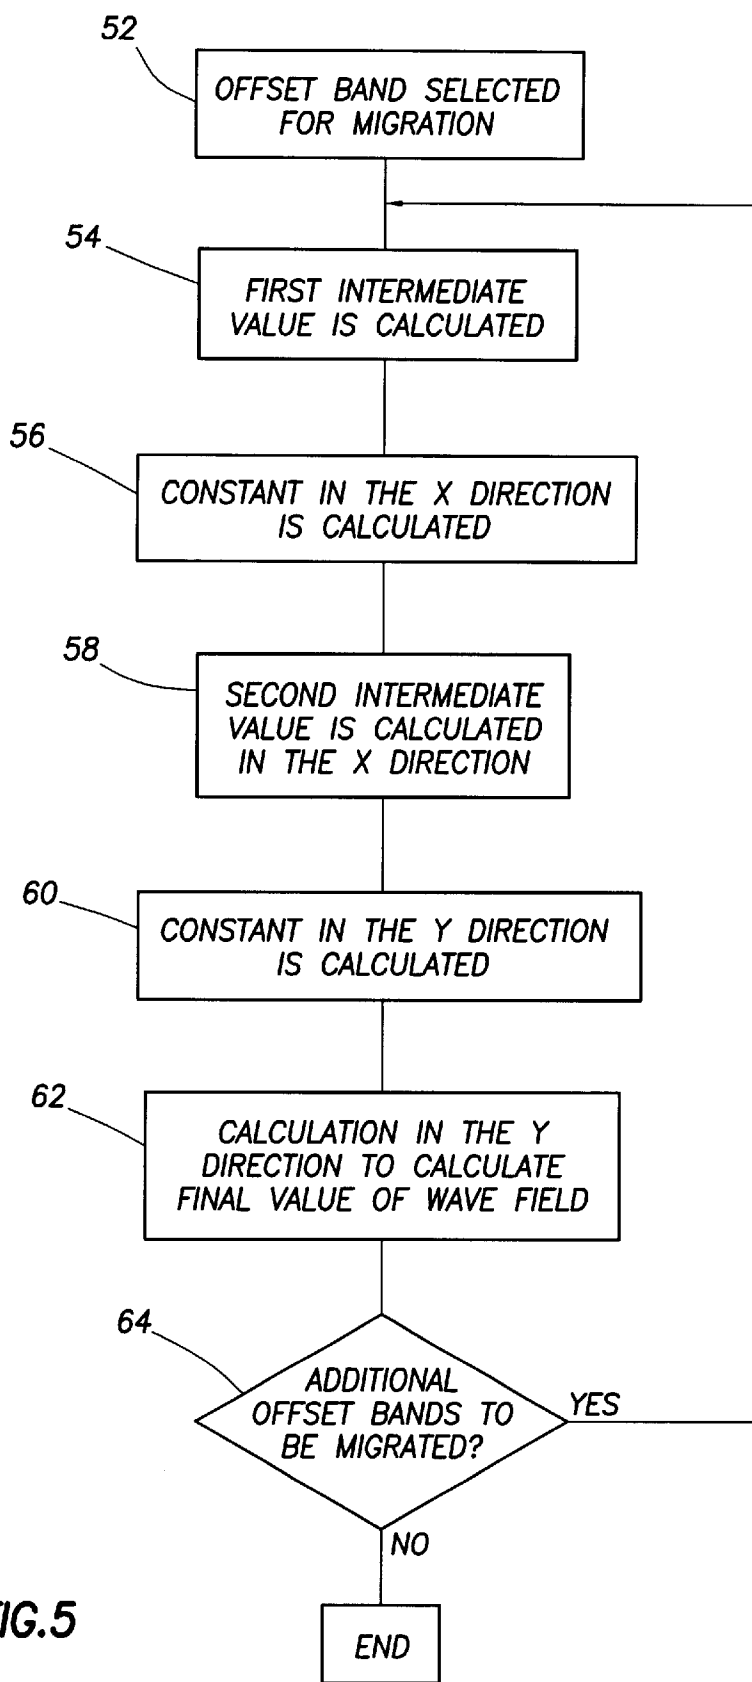 52
OFFSET BAND SELECTED
FOR MIGRATION
54
FIRST INTERMEDIATE
VALUE IS CALCULATED
56
CONSTANT IN THE X DIRECTION
IS CALCULATED
58
SECOND INTERMEDIATE
VALUE IS CALCULATED
IN THE X DIRECTION
60
CONSTANT IN THE Y DIRECTION
IS CALCULATED
62
CALCULATION IN THE Y
DIRECTION TO CALCULATE
FINAL VALUE OF WAVE FIELD
64
ADDITIONAL
OFFSET BANDS TO
BE MIGRATED?
YES
NO
END
FIG.5